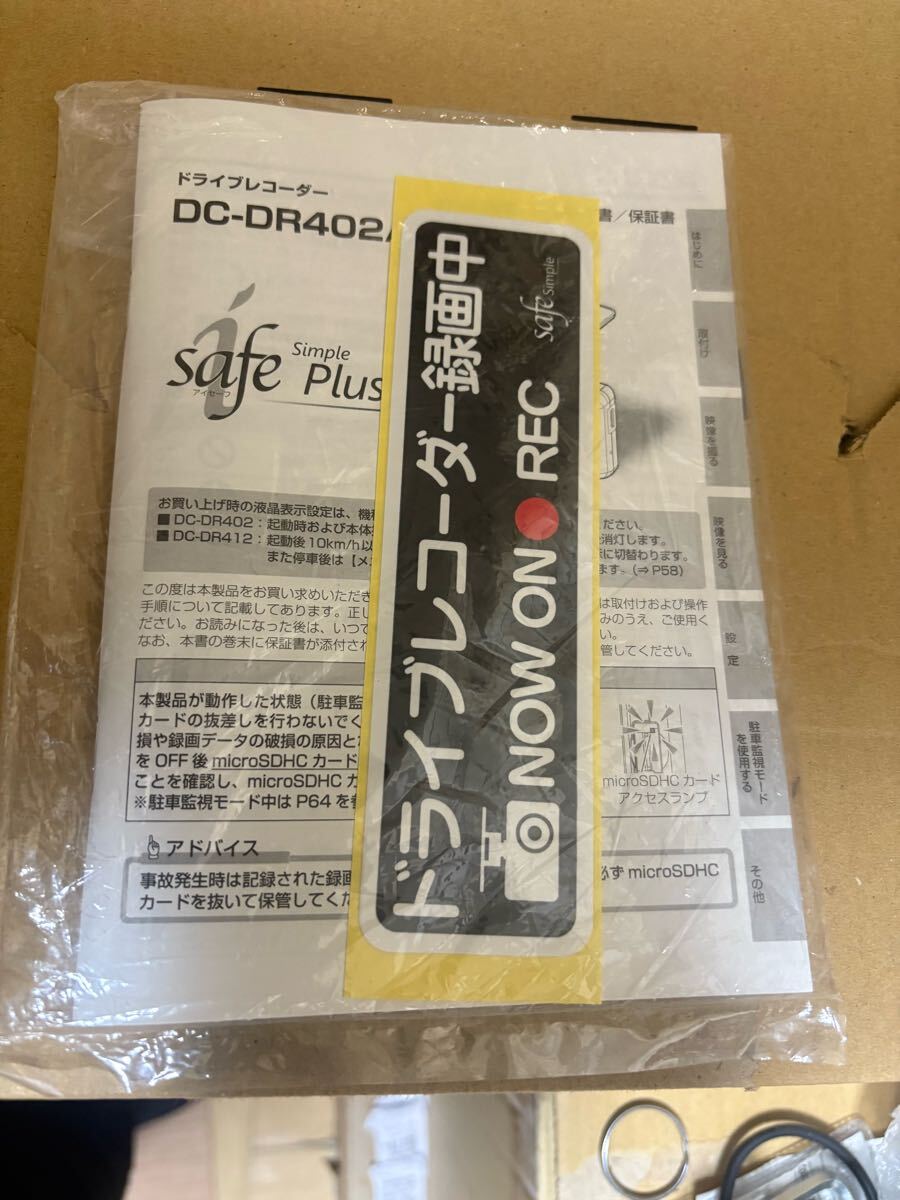 ドライブレコーダー
DC-DR402
書/保証書
i safe
アイセーフ
Simple
Plus
お買い上げ時の液晶表示設定は、機種
ください。
■ DC-DR402:起動時および本体
消灯します。
■ DC-DR412:起動後10km/h以
に切替わります。
また停車後は【メ
ます。(⇒ P58)
この度は本製品をお買い求めいただき
は取付けおよび操作
手順について記載してあります。正し
みのうえ、ご使用く
ださい。お読みになった後は、いつで
い。
なお、本書の巻末に保証書が添付され
管してください。
本製品が動作した状態(駐車監
カードの抜差しを行わないでく
損や録画データの破損の原因と
を OFF 後 microSDHC カード
ことを確認し、microSDHC カ
※駐車監視モード中は P64 を参
microSDHC カード
アクセスランプ
アドバイス
事故発生時は記録された録画
必ず microSDHC
カードを抜いて保管してくだ
はじめに
取付け
映像を撮る
映像を見る
設 定
駐車監視モード
を使用する
その他
ドライブレコーダー録画中
NOW ON REC
safe simple